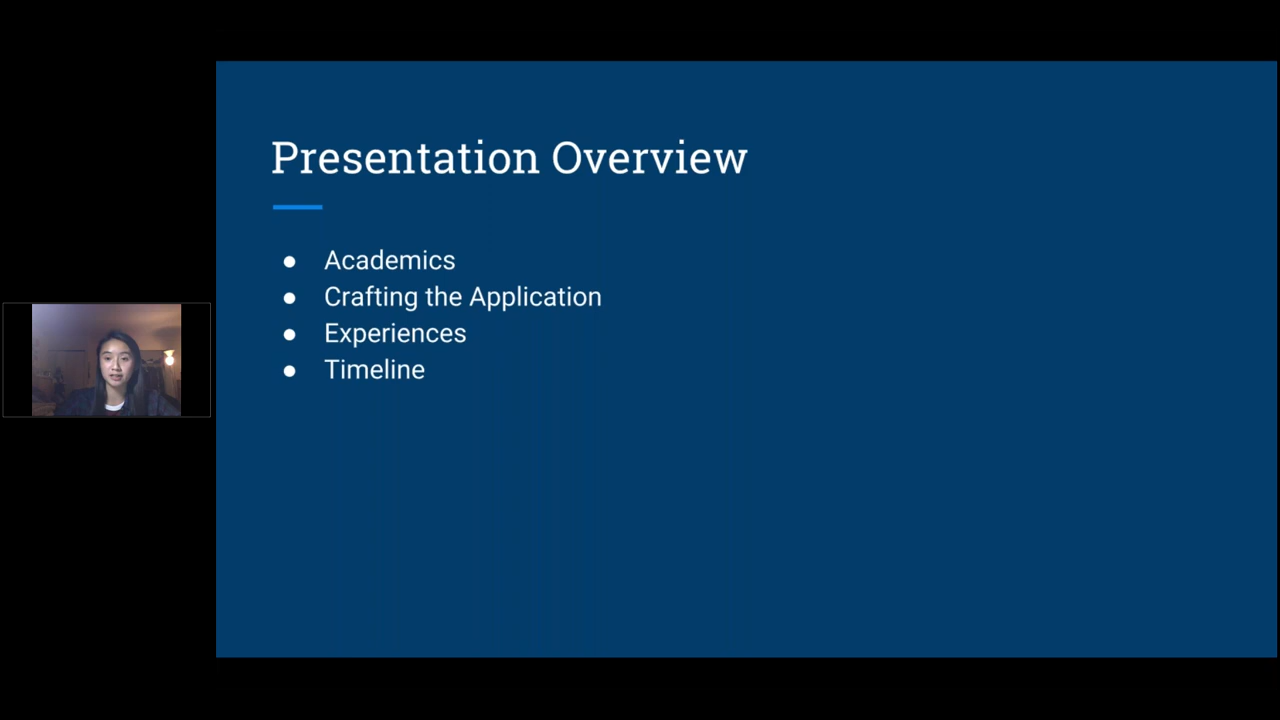 Presentation Overview
● Academics
● Crafting the Application
● Experiences
● Timeline